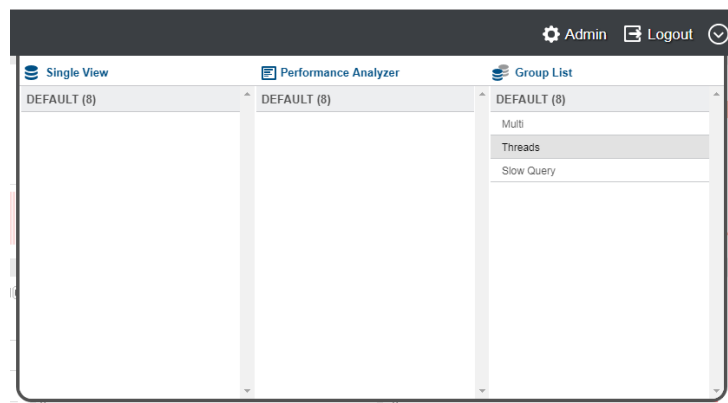 Admin Logout
Single View Performance Analyzer Group List
DEFAULT (8) DEFAULT (8) DEFAULT (8)
Multi
Threads
Slow Query